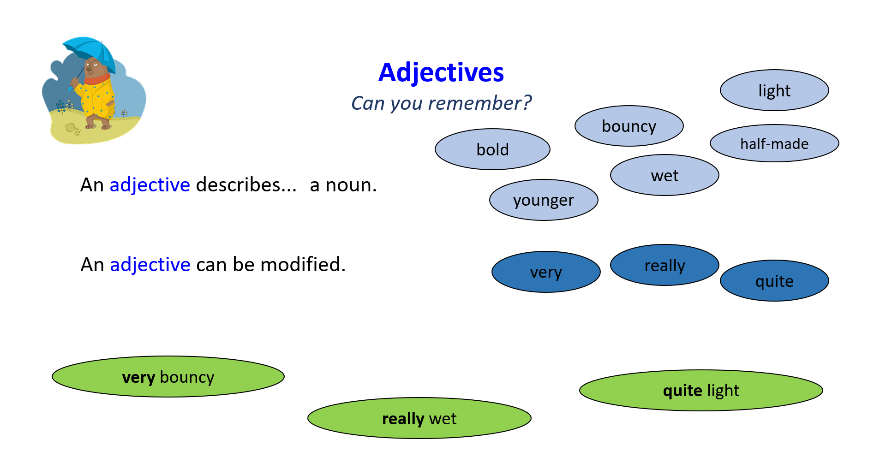 Adjectives
Can you remember?
light
bouncy
half-made
bold
wet
younger
An adjective describes... a noun.
An adjective can be modified.
very
really
quite
very bouncy
quite light
really wet